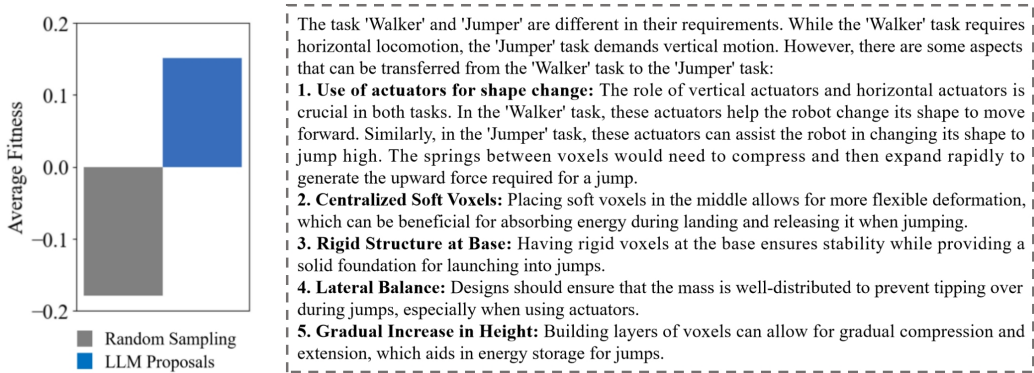 0.2
0.1
0.0
−0.1
−0.2
Average Fitness
Random Sampling
LLM Proposals
The task 'Walker' and 'Jumper' are different in their requirements. While the 'Walker' task requires
horizontal locomotion, the 'Jumper' task demands vertical motion. However, there are some aspects
that can be transferred from the 'Walker' task to the 'Jumper' task:
1. Use of actuators for shape change: The role of vertical actuators and horizontal actuators is
crucial in both tasks. In the 'Walker' task, these actuators help the robot change its shape to move
forward. Similarly, in the 'Jumper' task, these actuators can assist the robot in changing its shape to
jump high. The springs between voxels would need to compress and then expand rapidly to
generate the upward force required for a jump.
2. Centralized Soft Voxels: Placing soft voxels in the middle allows for more flexible deformation,
which can be beneficial for absorbing energy during landing and releasing it when jumping.
3. Rigid Structure at Base: Having rigid voxels at the base ensures stability while providing a
solid foundation for launching into jumps.
4. Lateral Balance: Designs should ensure that the mass is well-distributed to prevent tipping over
during jumps, especially when using actuators.
5. Gradual Increase in Height: Building layers of voxels can allow for gradual compression and
extension, which aids in energy storage for jumps.